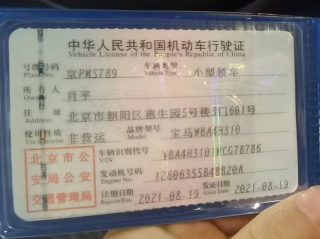 中华人民共和国机动车行驶证
Vehicle License of the People's Republic of China
号牌号码 京PMS789 车辆类型 小型轿车
Plate No. Vehicle Type
所有人 肖平
住址 北京市朝阳区惠生园5号楼3门601号
Address
使用性质 非营运 品牌型号 宝马WBA4H310
Use Character
车辆识别代号
VIN
发动机号码 12606355848B20A
Engine No.
注册日期 2021-08-19 发证日期 2021-08-19
Register Date Issue Date
北京市公
安局公安
交通管理局